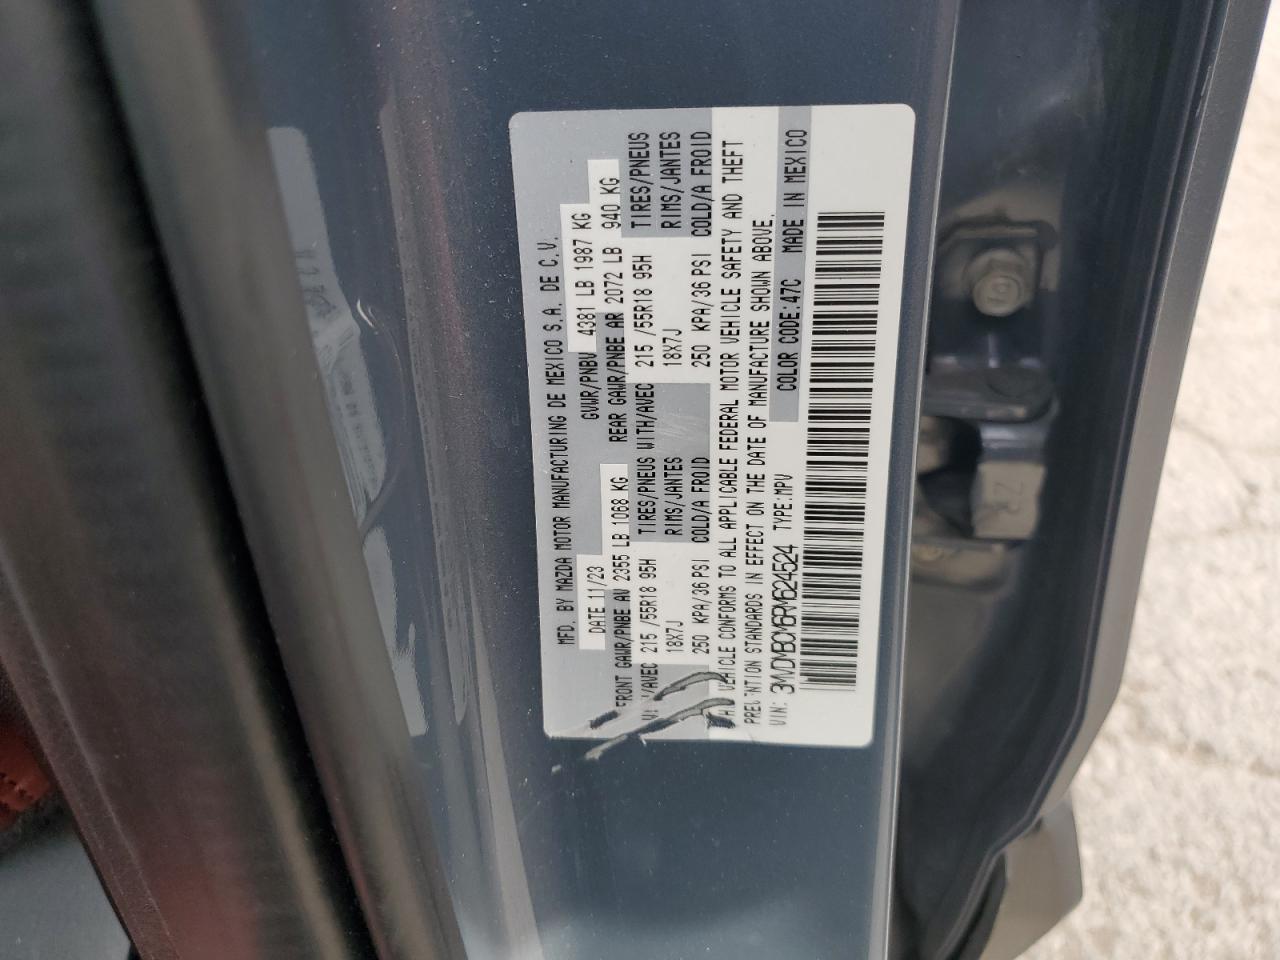 MFD. BY MAZDA MOTOR MANUFACTURING DE MEXICO S.A. DE C.V.
DATE 11/23 GVWR/PNBV 4381 LB 1987 KG
FRONT GAWR/PNBE AV 2355 LB 1068 KG REAR GAWR/PNBE AR 2072 LB 940 KG
/AVEC 215 /55R18 95H TIRES/PNEUS WITH/AVEC 215 /55R18 95H TIRES/PNEUS
18X7J RIMS/JANTES 18X7J RIMS/JANTES
250 KPA/36 PSI COLD/A FROID 250 KPA/36 PSI COLD/A FROID
VEHICLE CONFORMS TO ALL APPLICABLE FEDERAL MOTOR VEHICLE SAFETY AND THEFT
PREVENTION STANDARDS IN EFFECT ON THE DATE OF MANUFACTURE SHOWN ABOVE.
VIN: 3MVDMBCM6RM624524 TYPE:MPV COLOR CODE:47C MADE IN MEXICO